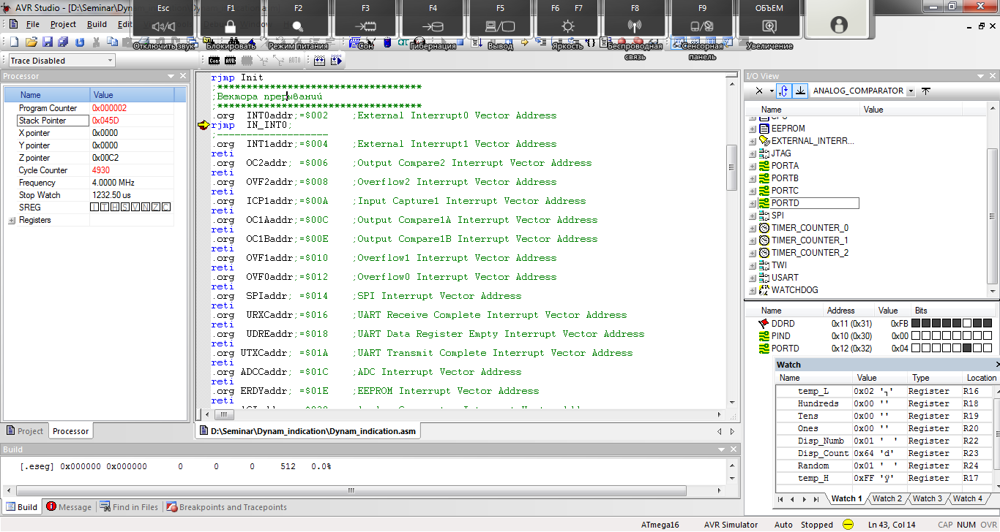 AVR Studio - [D:\Seminar\Dynam_indication\Dynam_indication.asm]
Esc F1 F2 F3 F4 F5 F6 F7 F8 F9 ОБЪЕМ
Отключить звук Блокировать Режим питания Сон Гибернация Вывод Яркость Беспроводная связь Сенсорная панель Увеличение
File Project Build Edit
Trace Disabled
Con AVR AUTO
Processor
Name Value
Program Counter 0x000002
Stack Pointer 0x045D
X pointer 0x0000
Y pointer 0x0000
Z pointer 0x00C2
Cycle Counter 4930
Frequency 4.0000 MHz
Stop Watch 1232.50 us
SREG I T H S V N Z C
Registers
Project Processor
rjmp Init
;***********************************
;Вектора прерываний
;***********************************
.org INT0addr;=$002 ;External Interrupt0 Vector Address
rjmp IN_INT0;
;-------------------
.org INT1addr;=$004 ;External Interrupt1 Vector Address
reti
.org OC2addr; =$006 ;Output Compare2 Interrupt Vector Address
reti
.org OVF2addr;=$008 ;Overflow2 Interrupt Vector Address
reti
.org ICP1addr;=$00A ;Input Capture1 Interrupt Vector Address
reti
.org OC1Aaddr;=$00C ;Output Compare1A Interrupt Vector Address
reti
.org OC1Baddr;=$00E ;Output Compare1B Interrupt Vector Address
reti
.org OVF1addr;=$010 ;Overflow1 Interrupt Vector Address
reti
.org OVF0addr;=$012 ;Overflow0 Interrupt Vector Address
reti
.org SPIaddr; =$014 ;SPI Interrupt Vector Address
reti
.org URXCaddr;=$016 ;UART Receive Complete Interrupt Vector Address
reti
.org UDREaddr;=$018 ;UART Data Register Empty Interrupt Vector Address
reti
.org UTXCaddr; =$01A ;UART Transmit Complete Interrupt Vector Address
reti
.org ADCCaddr; =$01C ;ADC Interrupt Vector Address
reti
.org ERDYaddr; =$01E ;EEPROM Interrupt Vector Address
reti
D:\Seminar\Dynam_indication\Dynam_indication.asm
I/O View
ANALOG_COMPARATOR
Name Value
CPU
EEPROM
EXTERNAL_INTERR...
JTAG
PORTA
PORTB
PORTC
PORTD
SPI
TIMER_COUNTER_0
TIMER_COUNTER_1
TIMER_COUNTER_2
TWI
USART
WATCHDOG
Name Address Value Bits
DDRD 0x11 (0x31) 0xFB
PIND 0x10 (0x30) 0x00
PORTD 0x12 (0x32) 0x04
Watch
Name Value Type Location
temp_L 0x02 '┐' Register R16
Hundreds 0x00 '' Register R18
Tens 0x00 '' Register R19
Ones 0x00 '' Register R20
Disp_Numb 0x01 ' ' Register R22
Disp_Count 0x64 'd' Register R23
Random 0x01 ' ' Register R24
temp_H 0xFF 'ÿ' Register R17
Watch 1 Watch 2 Watch 3 Watch 4
Build
[.eseg] 0x000000 0x000000 0 0 0 512 0.0%
Build Message Find in Files Breakpoints and Tracepoints
ATmega16 AVR Simulator Auto Stopped Ln 43, Col 14 CAP NUM OVR